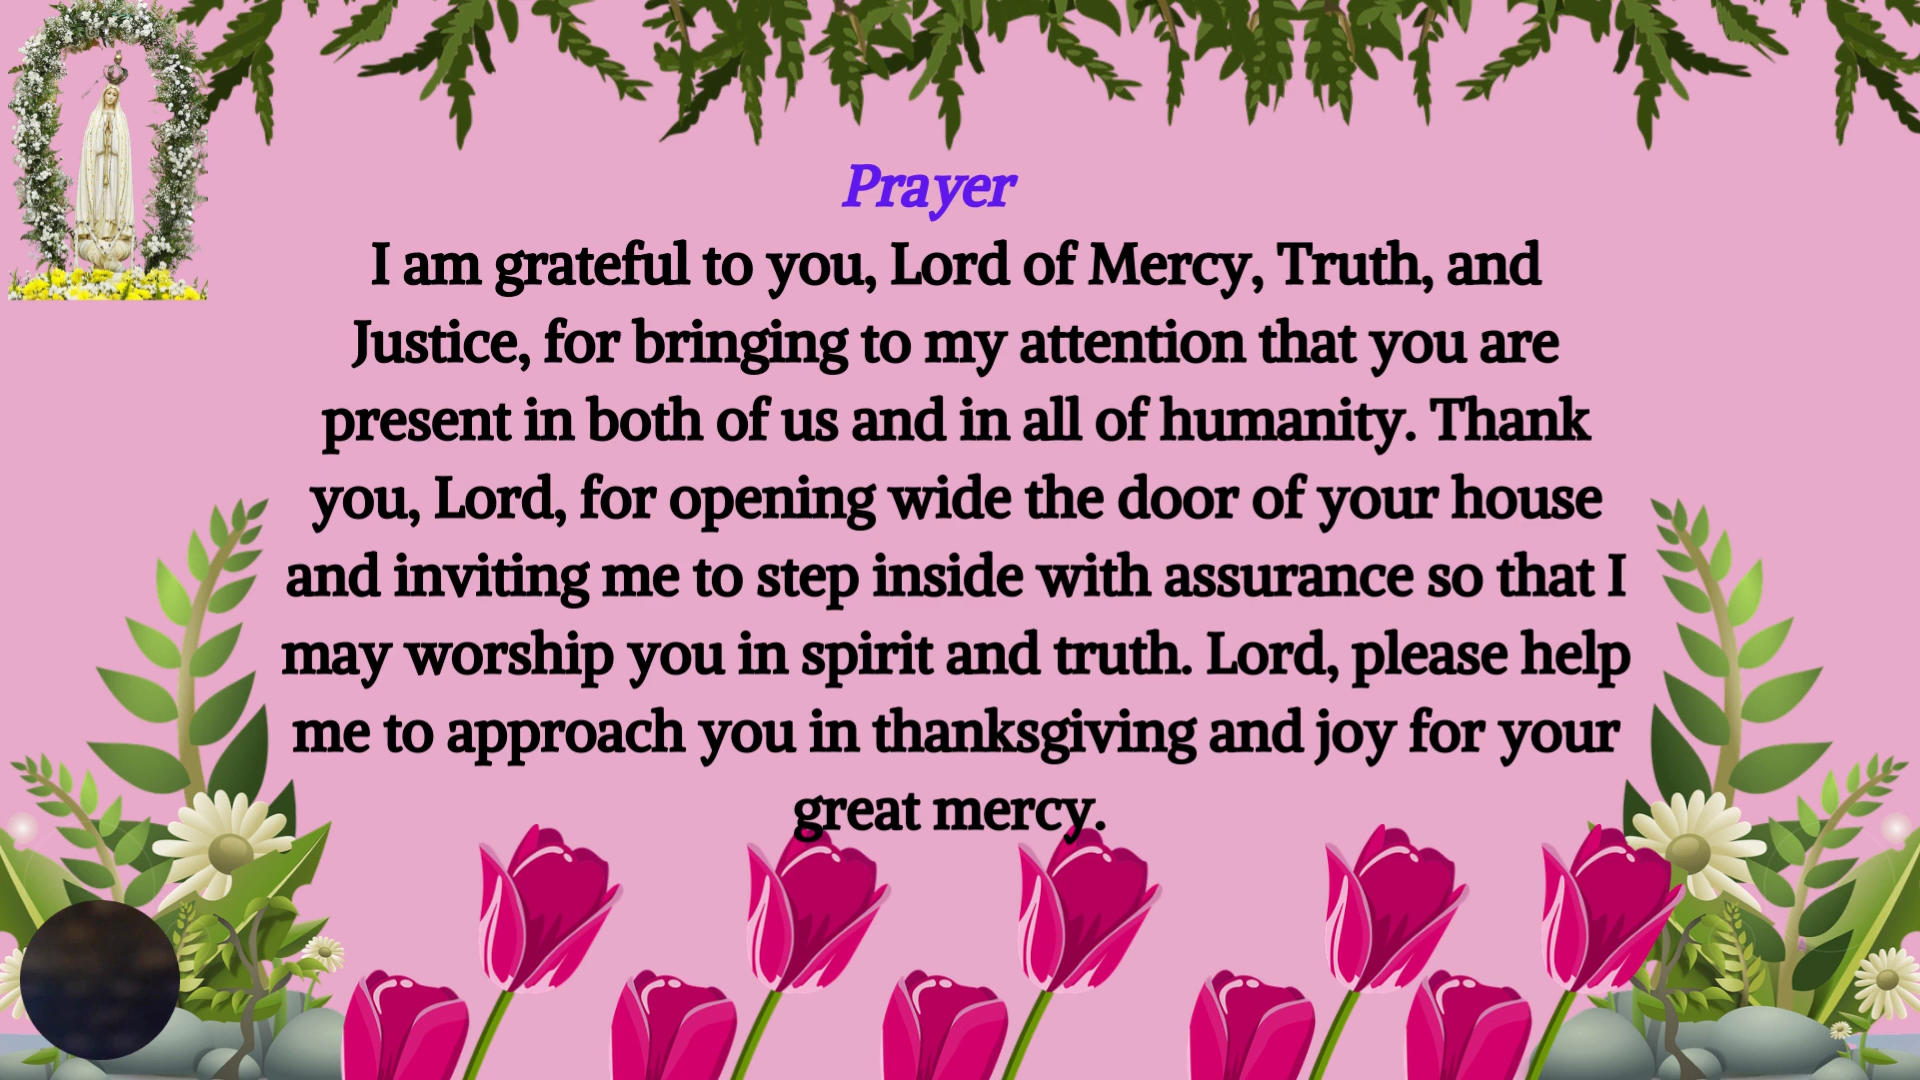 Prayer
I am grateful to you, Lord of Mercy, Truth, and
Justice, for bringing to my attention that you are
present in both of us and in all of humanity. Thank
you, Lord, for opening wide the door of your house
and inviting me to step inside with assurance so that I
may worship you in spirit and truth. Lord, please help
me to approach you in thanksgiving and joy for your
great mercy.